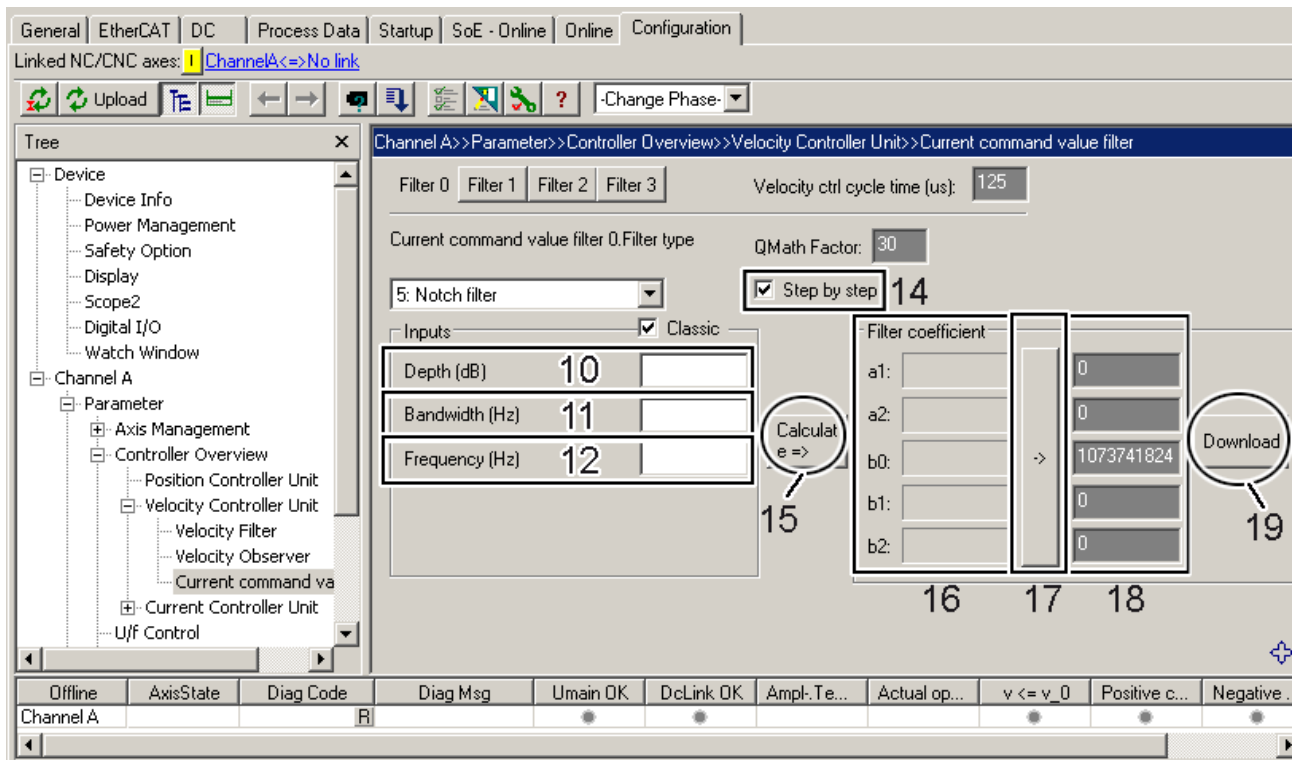 General EtherCAT DC Process Data Startup SoE - Online Online Configuration
Linked NC/CNC axes: ! ChannelA<=>No link
Upload TE ? -Change Phase-
Tree × Channel A>>Parameter>>Controller Overview>>Velocity Controller Unit>>Current command value filter
Device
Device Info
Power Management
Safety Option
Display
Scope2
Digital I/O
Watch Window
Channel A
Parameter
Axis Management
Controller Overview
Position Controller Unit
Velocity Controller Unit
Velocity Filter
Velocity Observer
Current command va
Current Controller Unit
U/f Control
Filter 0 Filter 1 Filter 2 Filter 3 Velocity ctrl cycle time (us): 125
Current command value filter 0.Filter type QMath Factor: 30
5: Notch filter Step by step 14
Inputs Classic Filter coefficient
Depth (dB) 10 a1: 0
Bandwidth (Hz) 11 a2: 0
Calculat
e =>
Download
Frequency (Hz) 12 b0: -> 1073741824
b1: 0
15 19
b2: 0
16 17 18
Offline AxisState Diag Code Diag Msg Umain OK DcLink OK Ampl-.Te... Actual op... v <= v_0 Positive c... Negative ...
Channel A R